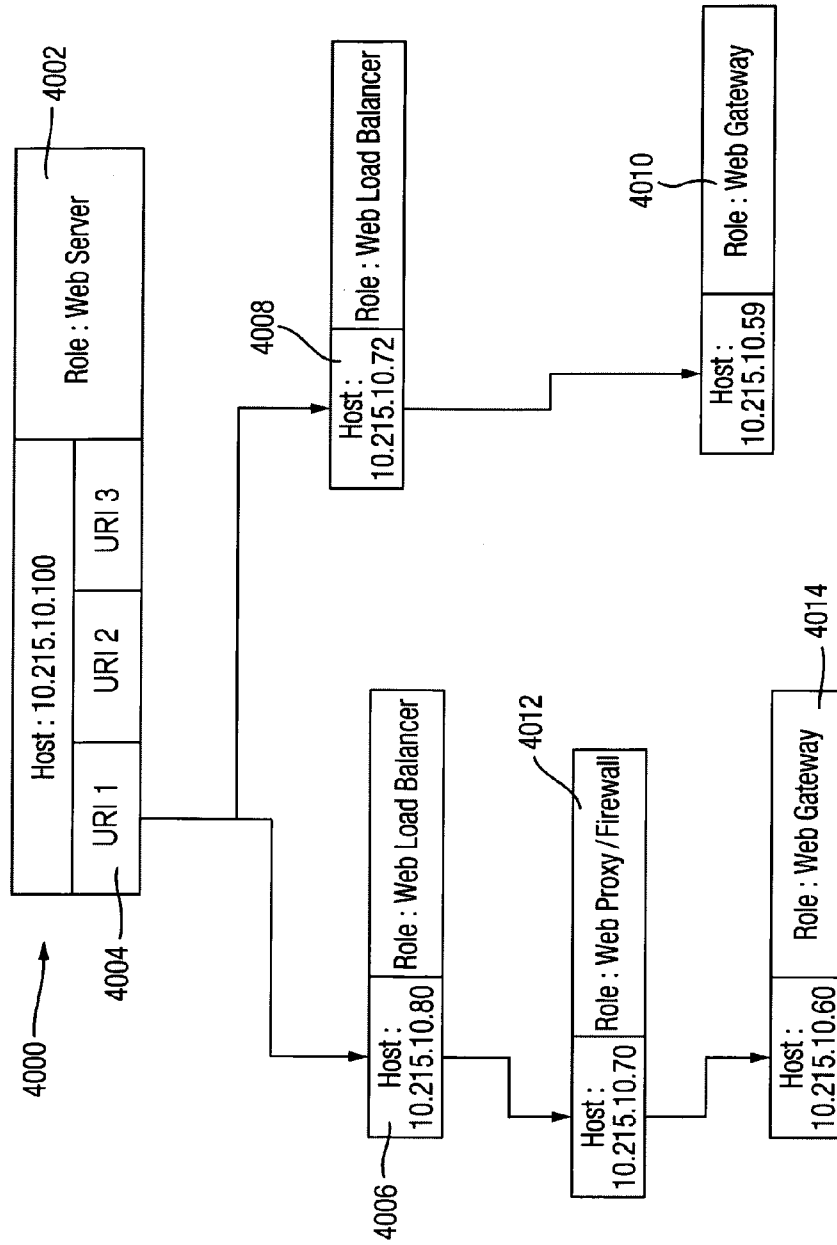 4000
Host : 10.215.10.100
Role : Web Server
4002
URI 1
URI 2
URI 3
4004
4006
Host :
10.215.10.80
Role : Web Load Balancer
4008
Host :
10.215.10.72
Role : Web Load Balancer
4012
Host :
10.215.10.70
Role : Web Proxy / Firewall
4010
Host :
10.215.10.59
Role : Web Gateway
Host :
10.215.10.60
Role : Web Gateway
4014